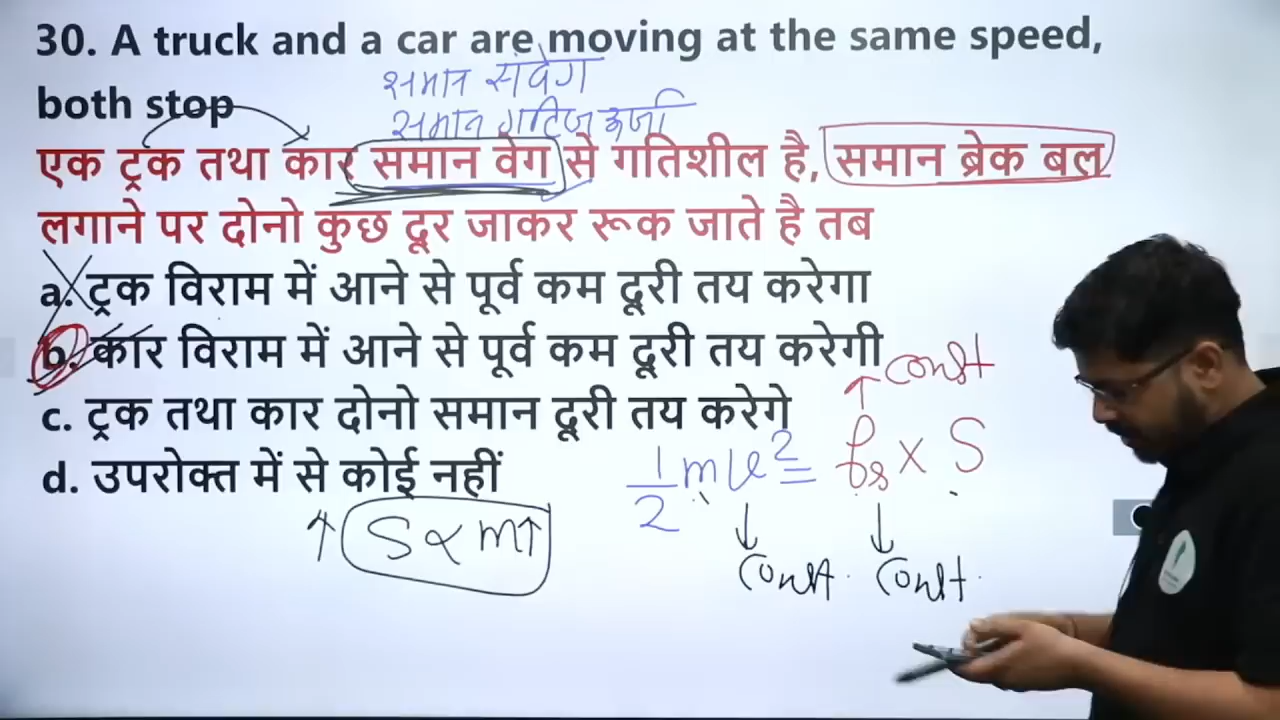 30. A truck and a car are moving at the same speed,
both stop
समान संवेग
समान गतिज ऊर्जा
एक ट्रक तथा कार समान वेग से गतिशील है, समान ब्रेक बल
लगाने पर दोनो कुछ दूर जाकर रूक जाते है तब
a. ट्रक विराम में आने से पूर्व कम दूरी तय करेगा
b. कार विराम में आने से पूर्व कम दूरी तय करेगी
c. ट्रक तथा कार दोनो समान दूरी तय करेगे
d. उपरोक्त में से कोई नहीं
↑ const
1/2 mv² = fs × S
↓ const. ↓ const.
↑ S ∝ m↑